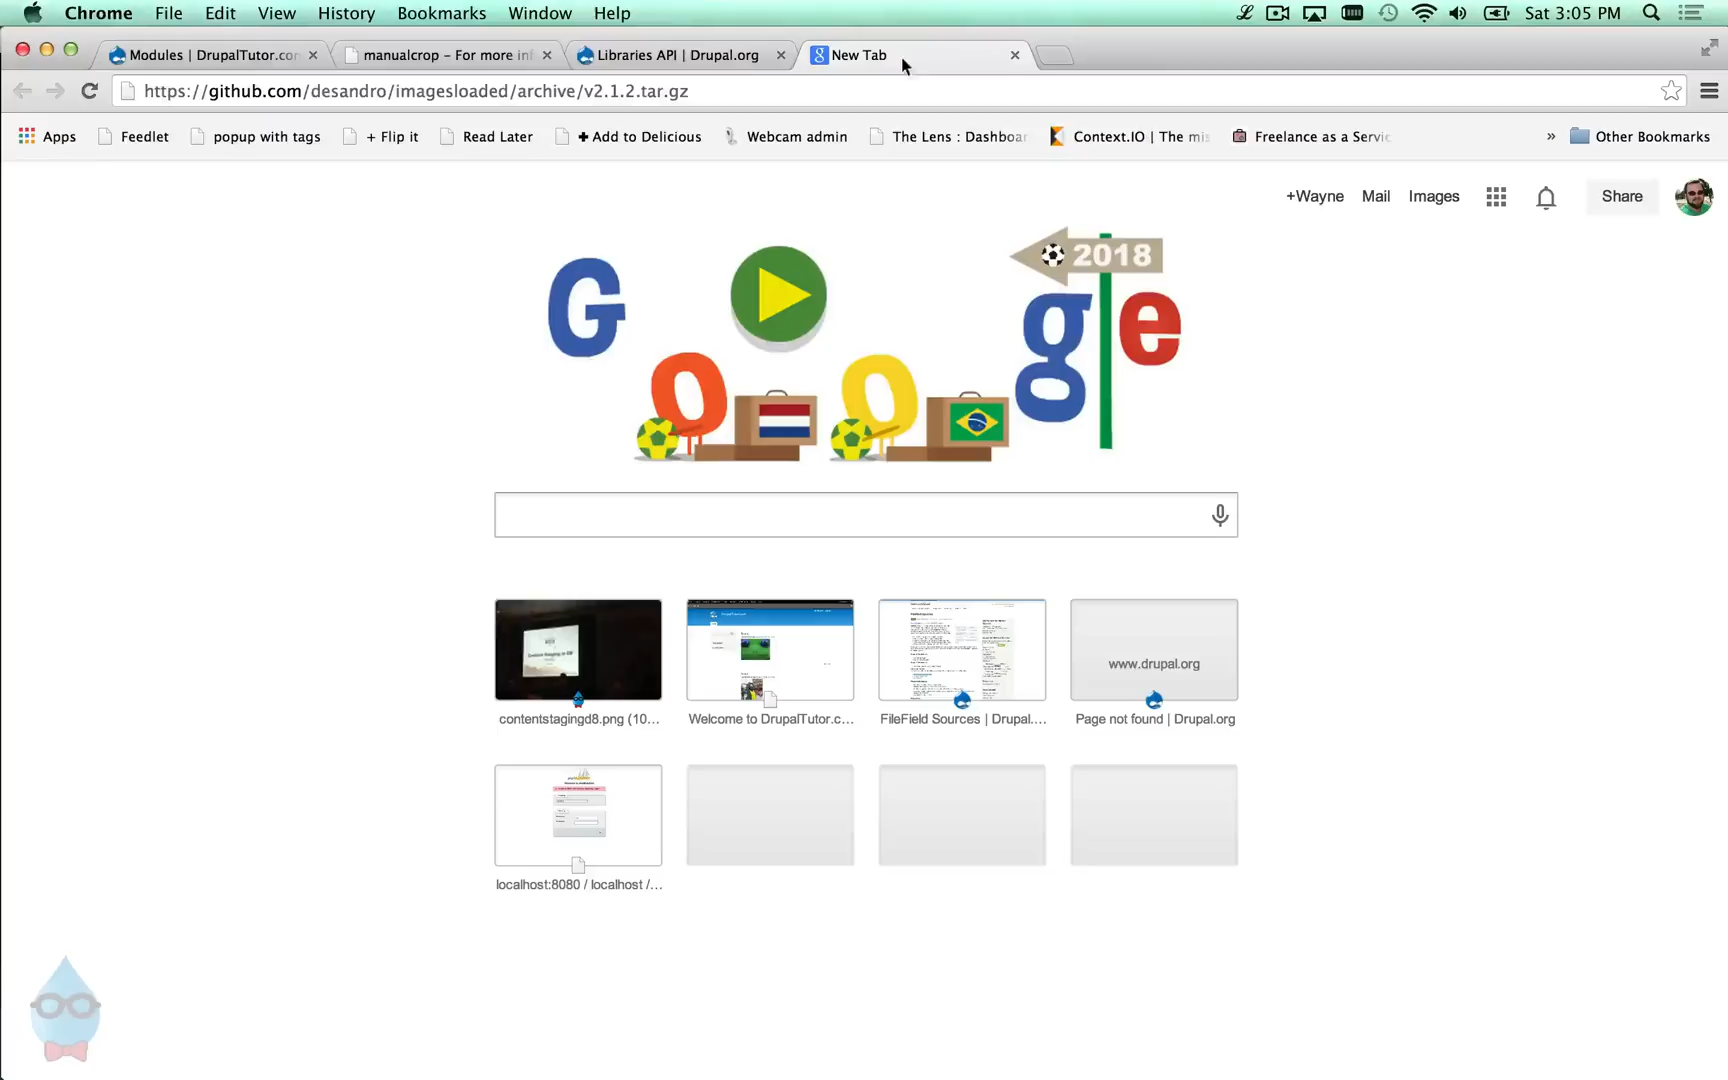 Chrome File Edit View History Bookmarks Window Help Sat 3:05 PM
Modules | DrupalTutor.con manualcrop - For more inf Libraries API | Drupal.org New Tab
https://github.com/desandro/imagesloaded/archive/v2.1.2.tar.gz
Apps Feedlet popup with tags + Flip it Read Later + Add to Delicious Webcam admin The Lens : Dashboar Context.IO | The mis Freelance as a Servic » Other Bookmarks
+Wayne Mail Images Share
2018
G o o g l e
contentstagingd8.png (10... Welcome to DrupalTutor.c... FileField Sources | Drupal.... www.drupal.org
Page not found | Drupal.org
localhost:8080 / localhost /...